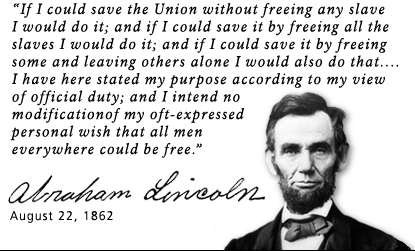 “If I could save the Union without freeing any slave
I would do it; and if I could save it by freeing all the
slaves I would do it; and if I could save it by freeing
some and leaving others alone I would also do that....
I have here stated my purpose according to my view
of official duty; and I intend no
modificationof my oft-expressed
personal wish that all men
everywhere could be free.”
Abraham Lincoln
August 22, 1862